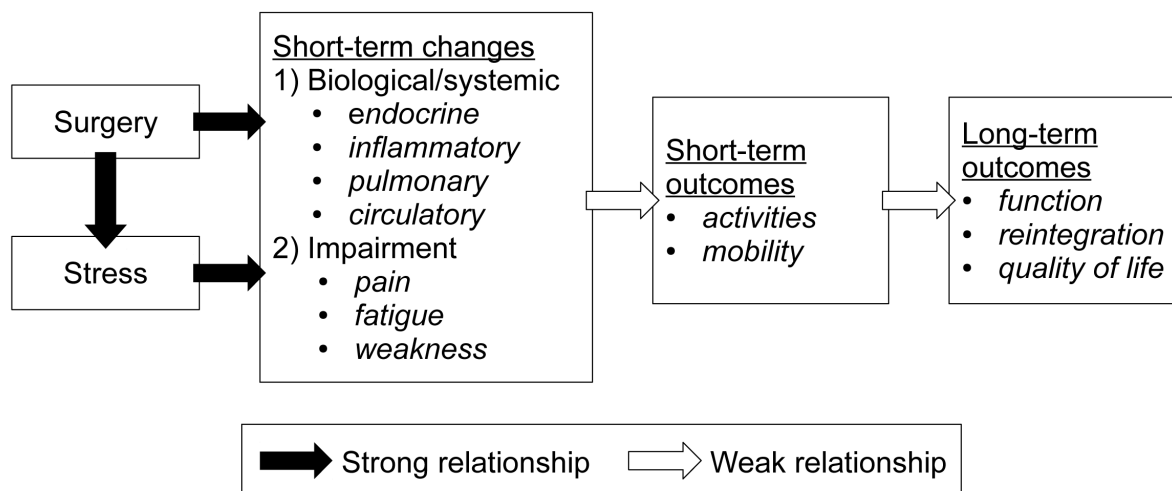 Surgery
Stress
Short-term changes
1) Biological/systemic
• endocrine
• inflammatory
• pulmonary
• circulatory
2) Impairment
• pain
• fatigue
• weakness
Short-term
outcomes
• activities
• mobility
Long-term
outcomes
• function
• reintegration
• quality of life
Strong relationship
Weak relationship